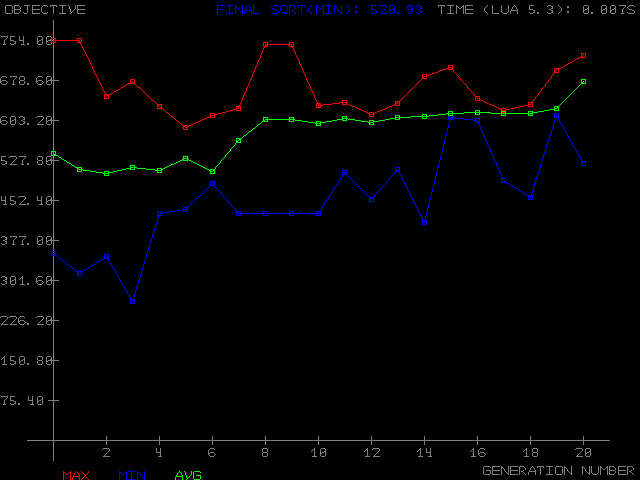 OBJECTIVE FINAL SQRT(MIN): 520.93 TIME (LUA 5.3): 0.007S
754.00
678.60
603.20
527.80
452.40
377.00
301.60
226.20
150.80
75.40
2 4 6 8 10 12 14 16 18 20
GENERATION NUMBER
MAX MIN AVG